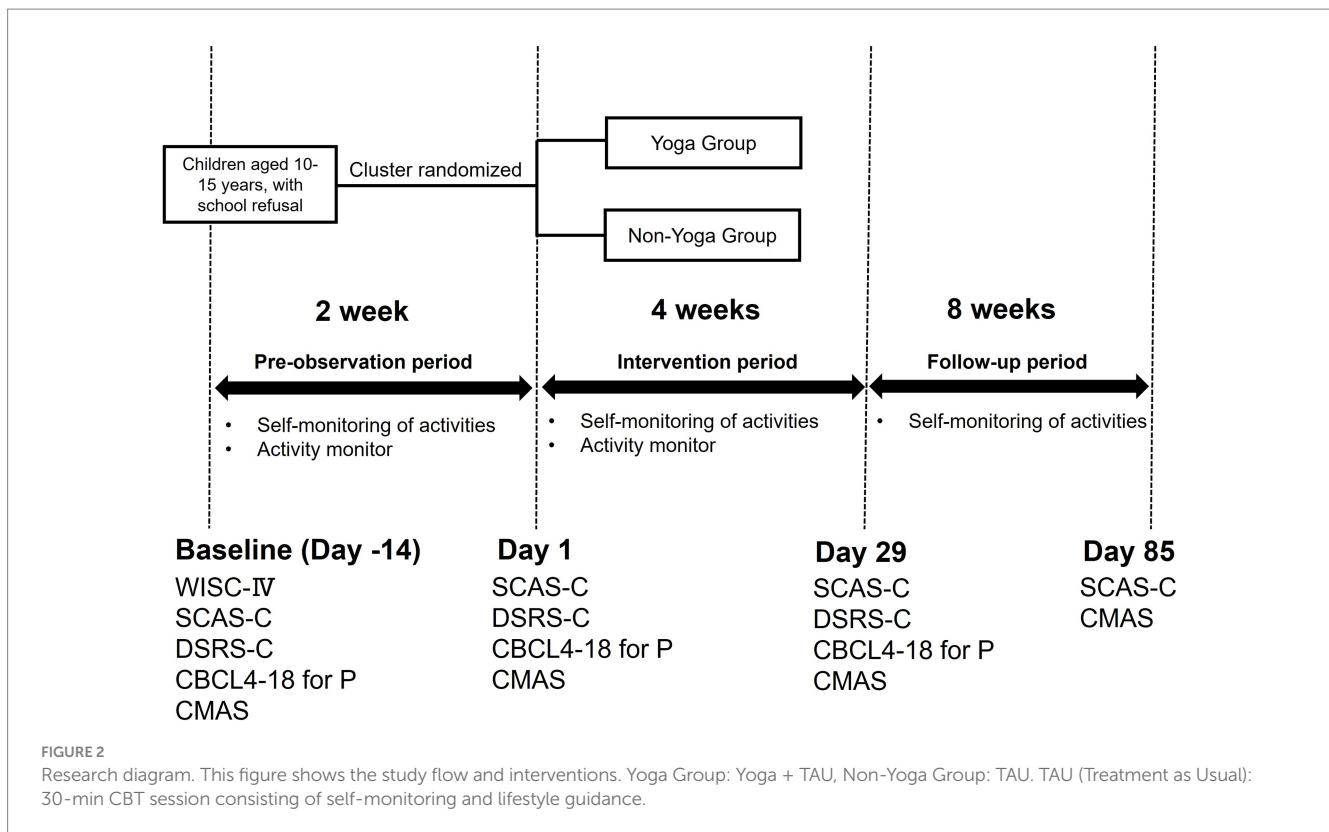 Children aged 10-
15 years, with
school refusal
Cluster randomized
Yoga Group
Non-Yoga Group
2 week
4 weeks
8 weeks
Pre-observation period
Intervention period
Follow-up period
• Self-monitoring of activities
• Activity monitor
• Self-monitoring of activities
• Activity monitor
• Self-monitoring of activities
Baseline (Day -14)
WISC-Ⅳ
SCAS-C
DSRS-C
CBCL4-18 for P
CMAS
Day 1
SCAS-C
DSRS-C
CBCL4-18 for P
CMAS
Day 29
SCAS-C
DSRS-C
CBCL4-18 for P
CMAS
Day 85
SCAS-C
CMAS
FIGURE 2
Research diagram. This figure shows the study flow and interventions. Yoga Group: Yoga + TAU, Non-Yoga Group: TAU. TAU (Treatment as Usual):
30-min CBT session consisting of self-monitoring and lifestyle guidance.